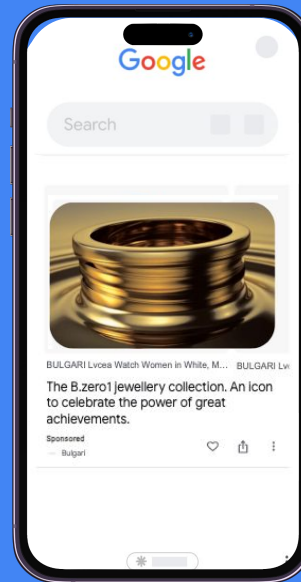 Google
Search
BULGARI Lvcea Watch Women in White, M... BULGARI Lv
The B.zero1 jewellery collection. An icon
to celebrate the power of great
achievements.
Sponsored
Bulgari